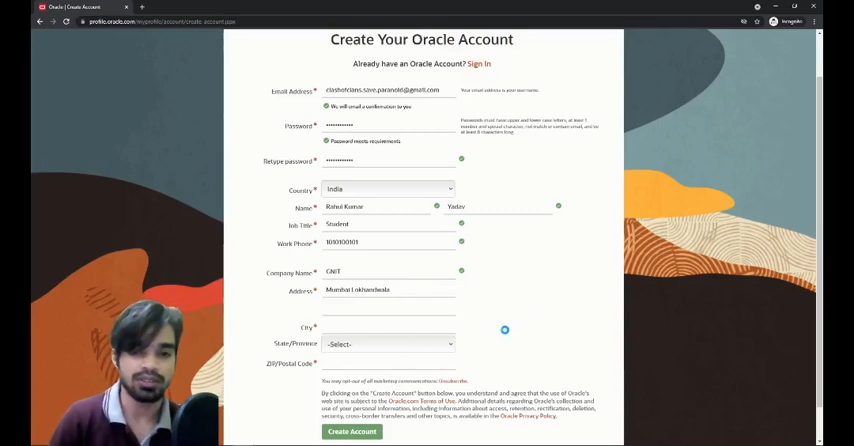 Oracle | Create Account
profile.oracle.com/myprofile/account/create-account.jspx
Incognito
Create Your Oracle Account
Already have an Oracle Account? Sign In
Email Address* clashofclans.save.paranoid@gmail.com Your email address is your username.
We will email a confirmation to you
Password* ············ Passwords must have upper and lower case letters, at least 1
number and special character, not match or contain email, and be
at least 8 characters long.
Password meets requirements
Retype password* ············
Country* India
Name* Rahul Kumar Yadav
Job Title* Student
Work Phone* 1010100101
Company Name* GNIT
Address* Mumbai Lokhandwala
City*
State/Province -Select-
ZIP/Postal Code*
You may opt-out of all marketing communications: Unsubscribe.
By clicking on the "Create Account" button below, you understand and agree that the use of Oracle's
web site is subject to the Oracle.com Terms of Use. Additional details regarding Oracle's collection and
use of your personal information, including information about access, retention, rectification, deletion,
security, cross-border transfers and other topics, is available in the Oracle Privacy Policy.
Create Account